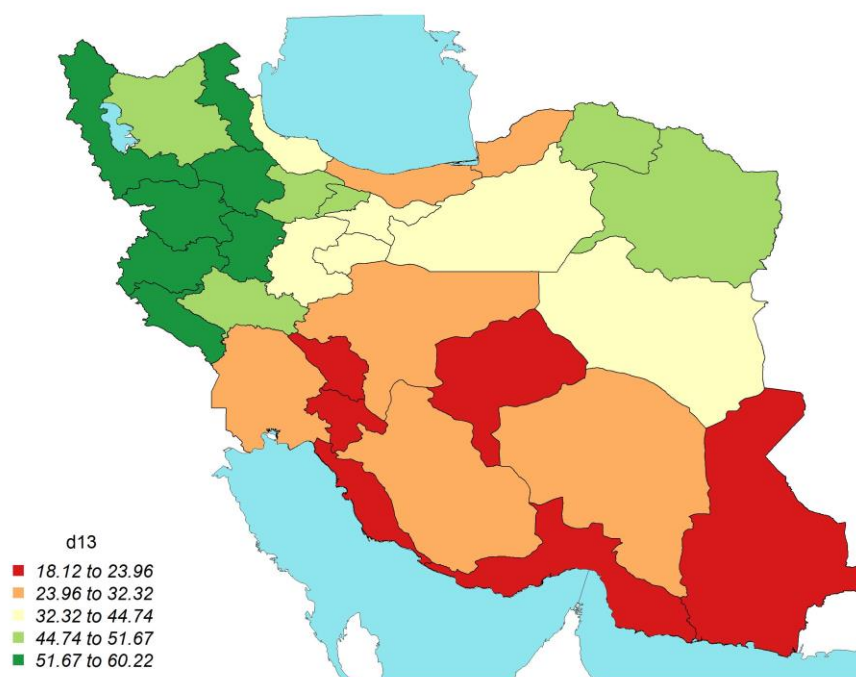 d13
18.12 to 23.96
23.96 to 32.32
32.32 to 44.74
44.74 to 51.67
51.67 to 60.22